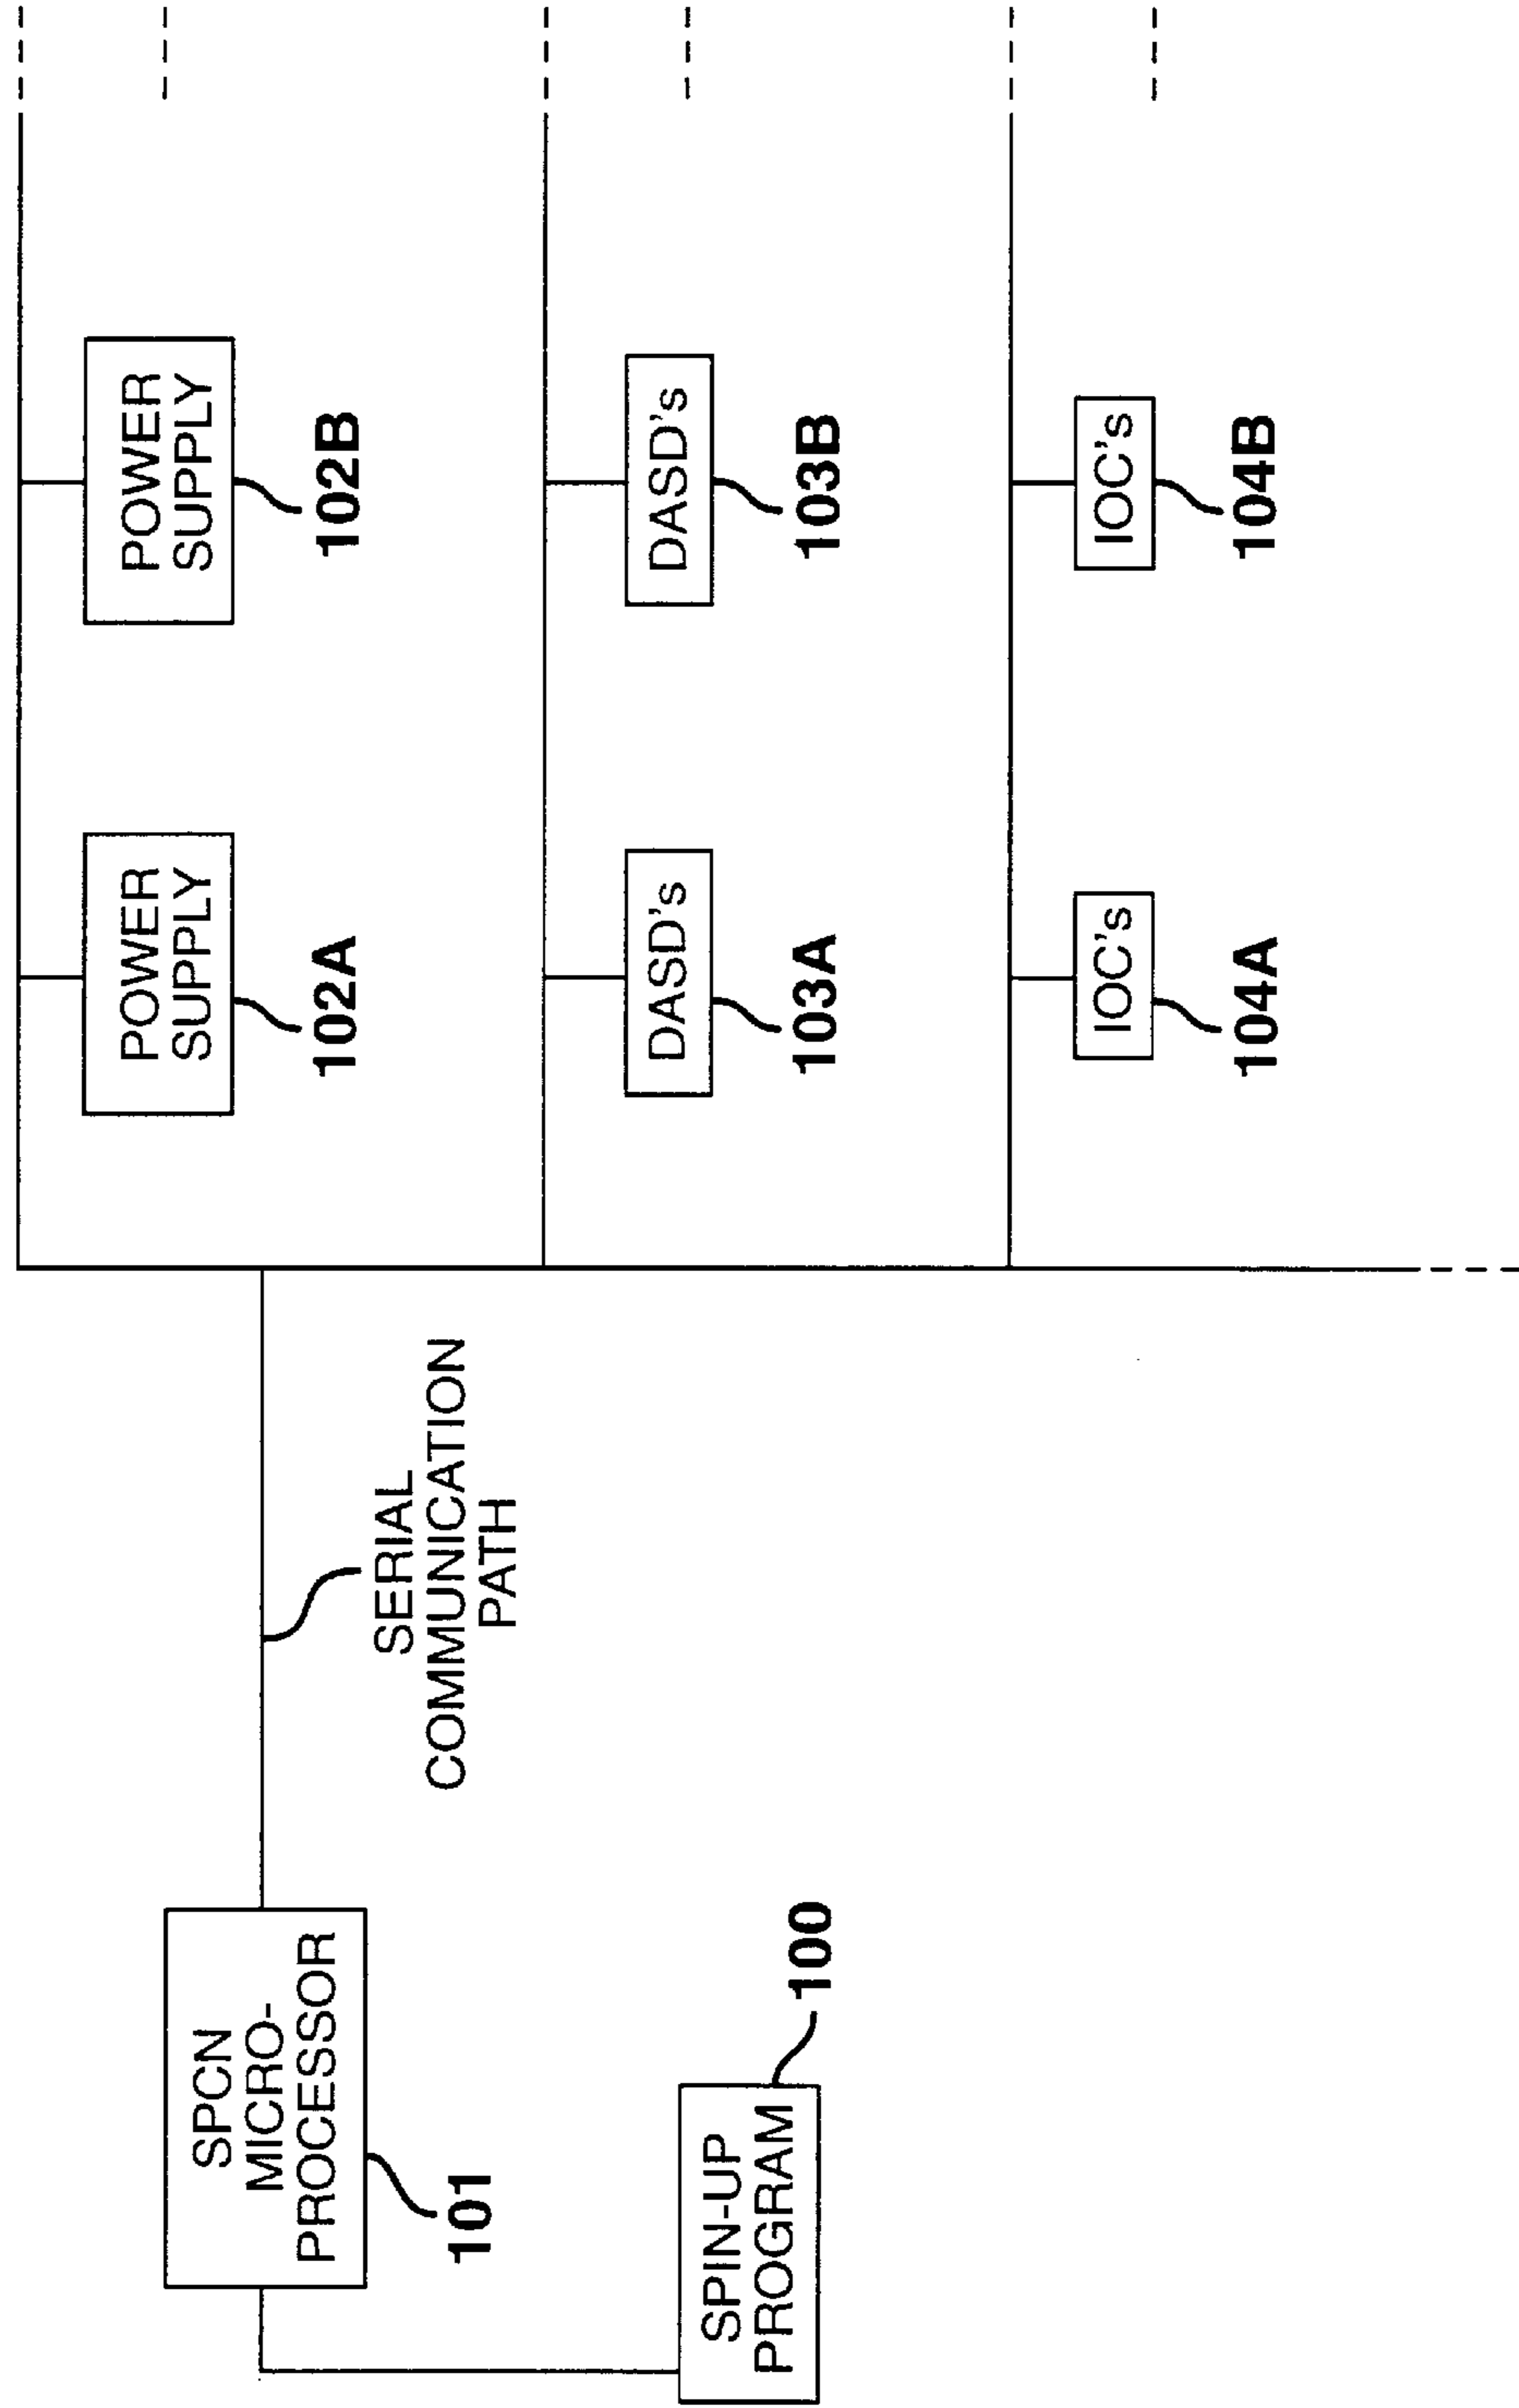 SPCN
MICRO-
PROCESSOR
101
SPIN-UP
PROGRAM
100
SERIAL
COMMUNICATION
PATH
POWER
SUPPLY
102A
POWER
SUPPLY
102B
DASD's
103A
DASD's
103B
IOC's
104A
IOC's
104B